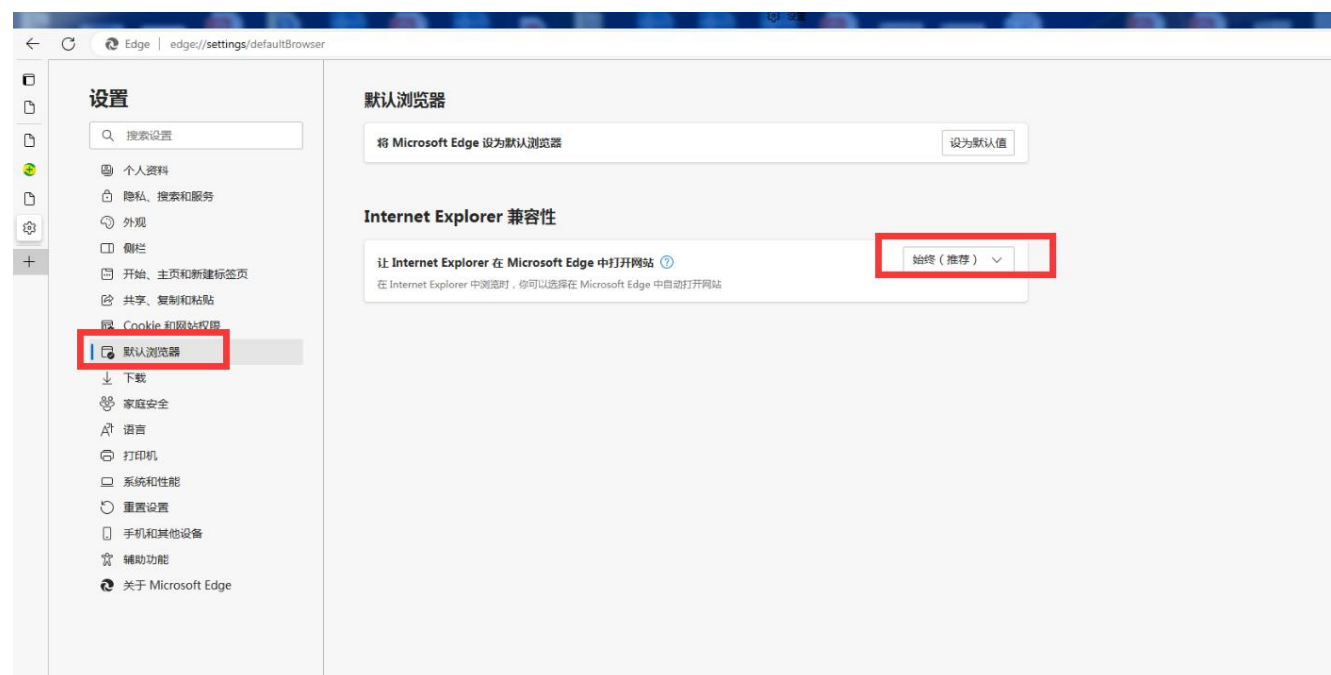 设置
Edge | edge://settings/defaultBrowser
设置
搜索设置
个人资料
隐私、搜索和服务
外观
侧栏
开始、主页和新建标签页
共享、复制和粘贴
Cookie 和网站权限
默认浏览器
下载
家庭安全
语言
打印机
系统和性能
重置设置
手机和其他设备
辅助功能
关于 Microsoft Edge
默认浏览器
将 Microsoft Edge 设为默认浏览器
设为默认值
Internet Explorer 兼容性
让 Internet Explorer 在 Microsoft Edge 中打开网站
始终（推荐）
在 Internet Explorer 中浏览时，你可以选择在 Microsoft Edge 中自动打开网站